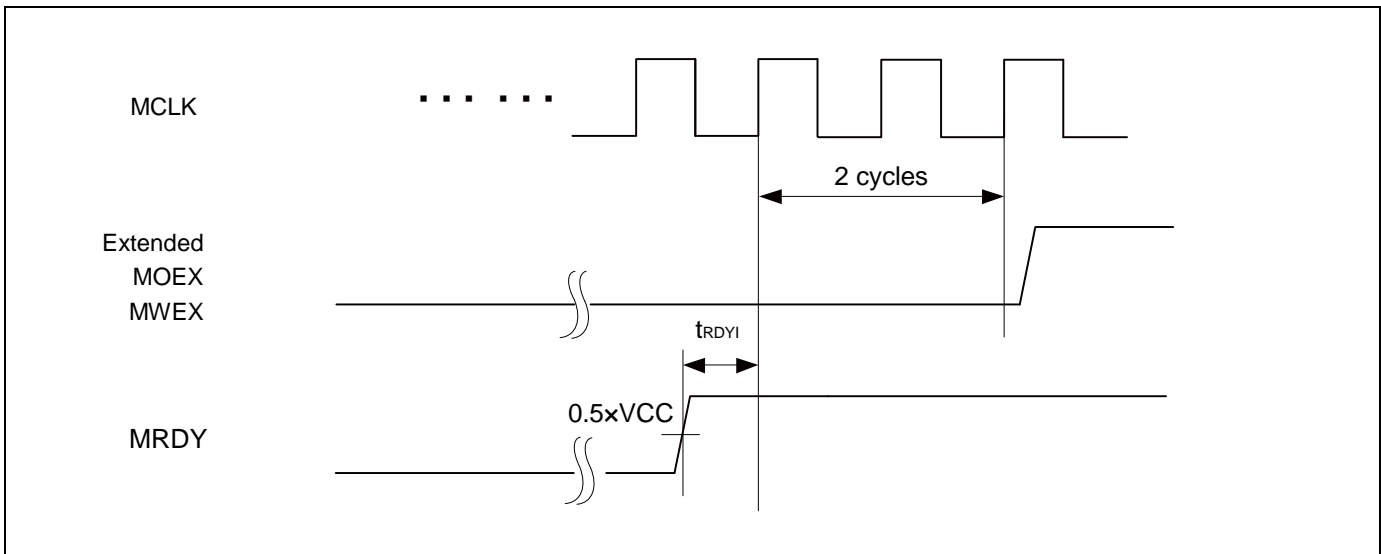 MCLK
··· ···
2 cycles
Extended
MOEX
MWEX
tRDYI
0.5×VCC
MRDY